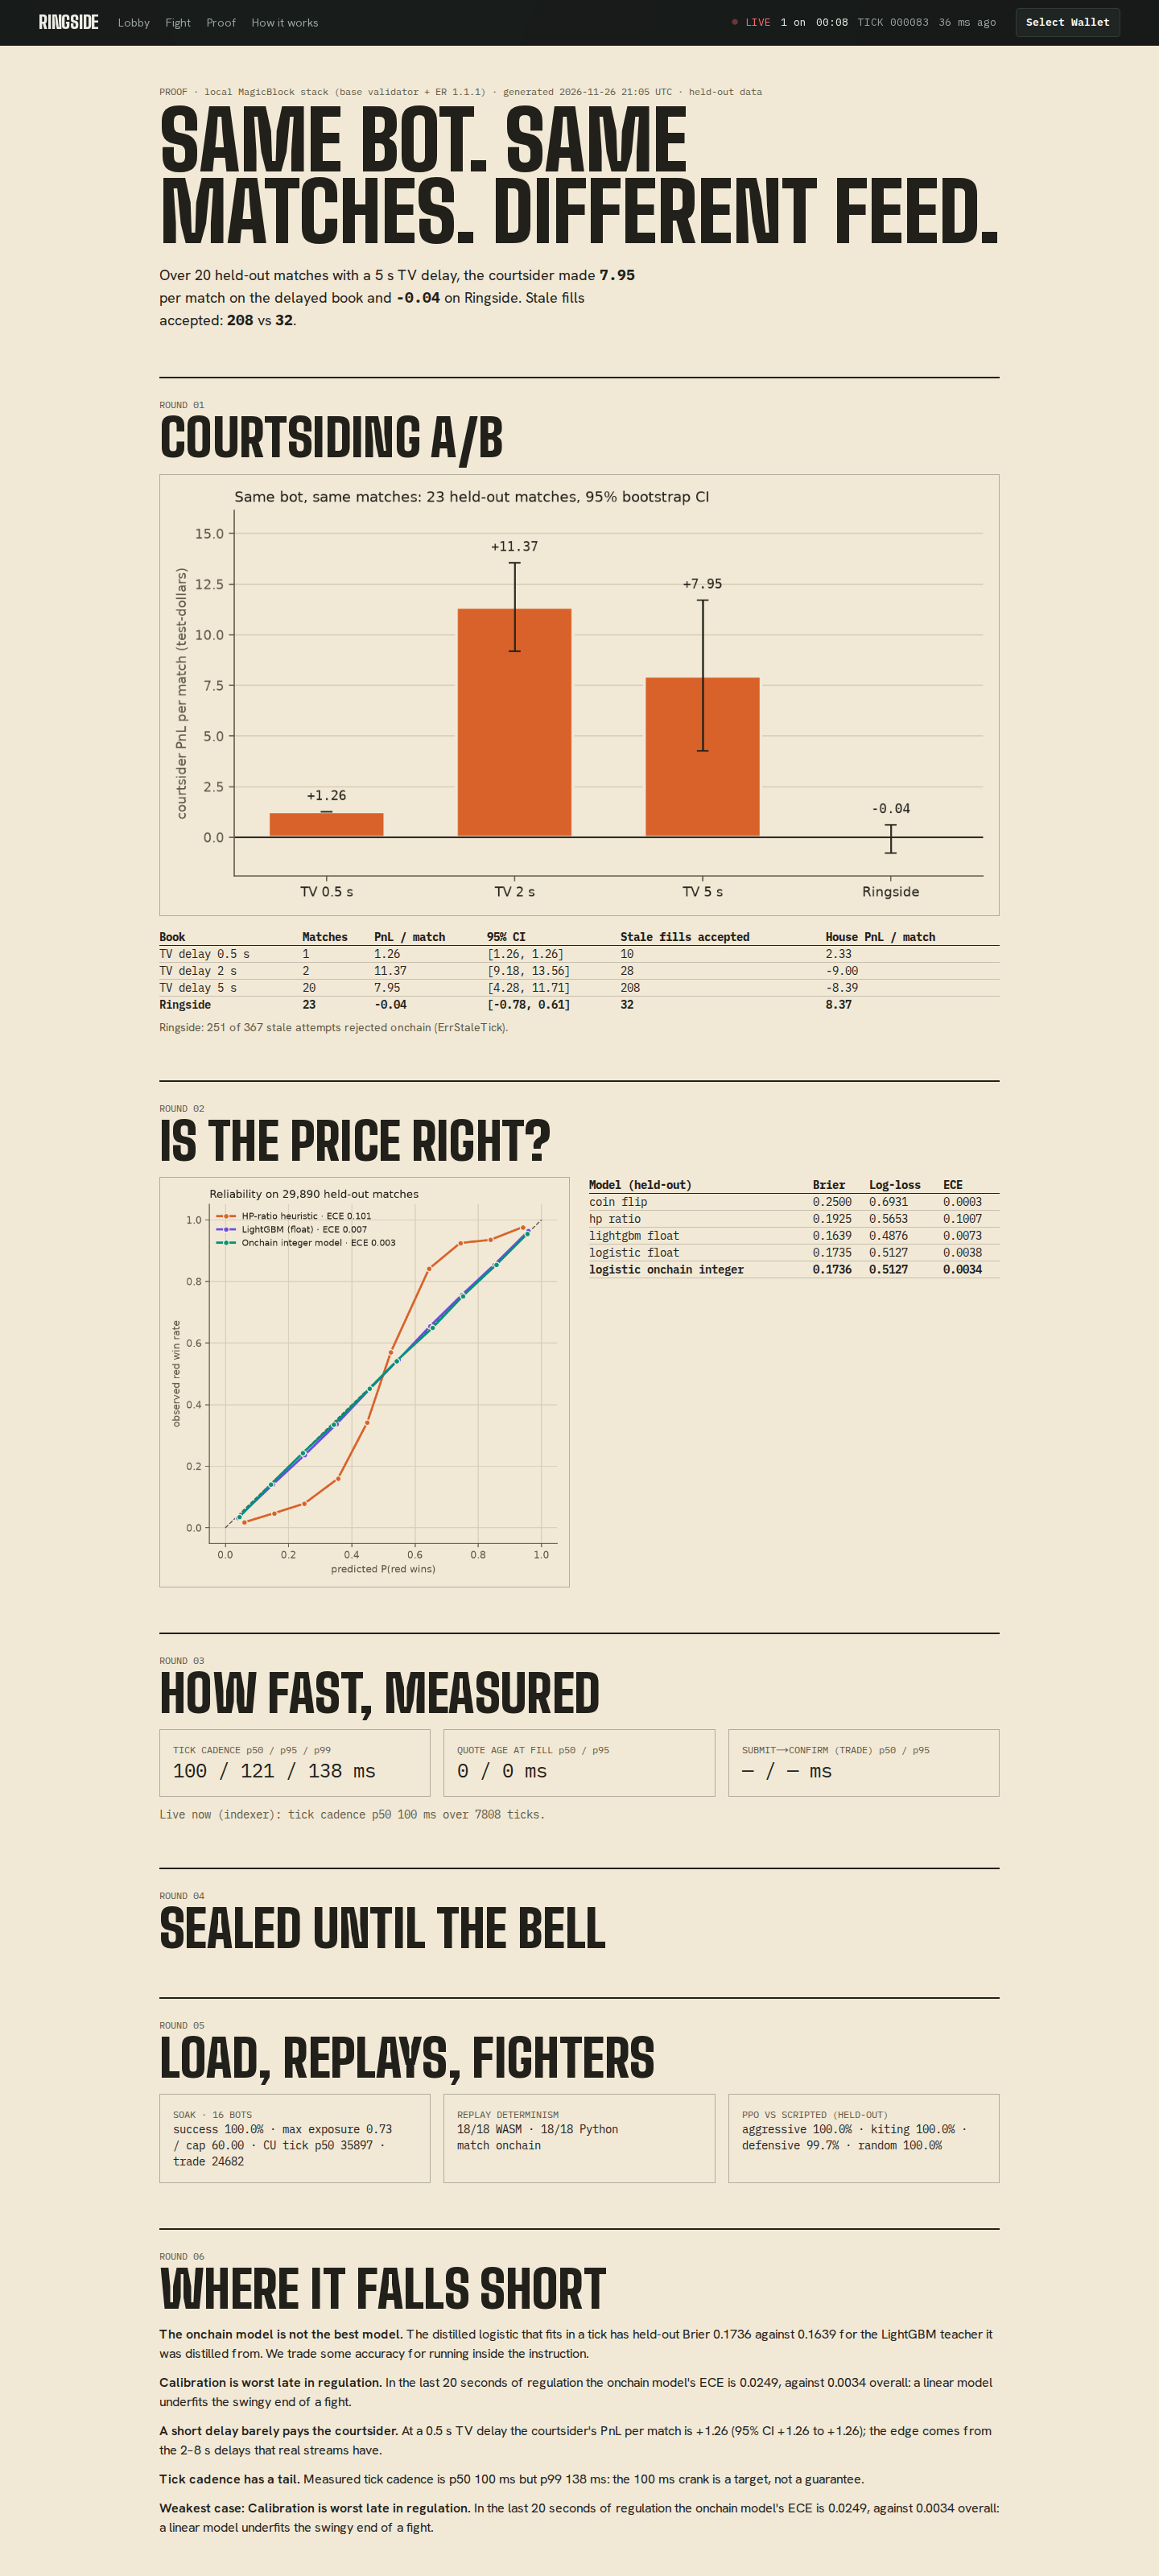 RINGSIDE Lobby Fight Proof How it works LIVE 1 on 00:08 TICK 000083 36 ms ago Select Wallet
PROOF · local MagicBlock stack (base validator + ER 1.1.1) · generated 2026-11-26 21:05 UTC · held-out data
SAME BOT. SAME
MATCHES. DIFFERENT FEED.
Over 20 held-out matches with a 5 s TV delay, the courtsider made 7.95
per match on the delayed book and -0.04 on Ringside. Stale fills
accepted: 208 vs 32.
ROUND 01
COURTSIDING A/B
Same bot, same matches: 23 held-out matches, 95% bootstrap CI
courtsider PnL per match (test-dollars)
15.0
12.5
10.0
7.5
5.0
2.5
0.0
+1.26
+11.37
+7.95
-0.04
TV 0.5 s TV 2 s TV 5 s Ringside
Book Matches PnL / match 95% CI Stale fills accepted House PnL / match
TV delay 0.5 s 1 1.26 [1.26, 1.26] 10 2.33
TV delay 2 s 2 11.37 [9.18, 13.56] 28 -9.00
TV delay 5 s 20 7.95 [4.28, 11.71] 208 -8.39
Ringside 23 -0.04 [-0.78, 0.61] 32 8.37
Ringside: 251 of 367 stale attempts rejected onchain (ErrStaleTick).
ROUND 02
IS THE PRICE RIGHT?
Reliability on 29,890 held-out matches
HP-ratio heuristic · ECE 0.101
LightGBM (float) · ECE 0.007
Onchain integer model · ECE 0.003
observed red win rate
1.0
0.8
0.6
0.4
0.2
0.0
0.0 0.2 0.4 0.6 0.8 1.0
predicted P(red wins)
Model (held-out) Brier Log-loss ECE
coin flip 0.2500 0.6931 0.0003
hp ratio 0.1925 0.5653 0.1007
lightgbm float 0.1639 0.4876 0.0073
logistic float 0.1735 0.5127 0.0038
logistic onchain integer 0.1736 0.5127 0.0034
ROUND 03
HOW FAST, MEASURED
TICK CADENCE p50 / p95 / p99
100 / 121 / 138 ms
QUOTE AGE AT FILL p50 / p95
0 / 0 ms
SUBMIT→CONFIRM (TRADE) p50 / p95
— / — ms
Live now (indexer): tick cadence p50 100 ms over 7808 ticks.
ROUND 04
SEALED UNTIL THE BELL
ROUND 05
LOAD, REPLAYS, FIGHTERS
SOAK · 16 BOTS
success 100.0% · max exposure 0.73
/ cap 60.00 · CU tick p50 35897 ·
trade 24682
REPLAY DETERMINISM
18/18 WASM · 18/18 Python
match onchain
PPO VS SCRIPTED (HELD-OUT)
aggressive 100.0% · kiting 100.0% ·
defensive 99.7% · random 100.0%
ROUND 06
WHERE IT FALLS SHORT
The onchain model is not the best model. The distilled logistic that fits in a tick has held-out Brier 0.1736 against 0.1639 for the LightGBM teacher it
was distilled from. We trade some accuracy for running inside the instruction.
Calibration is worst late in regulation. In the last 20 seconds of regulation the onchain model's ECE is 0.0249, against 0.0034 overall: a linear model
underfits the swingy end of a fight.
A short delay barely pays the courtsider. At a 0.5 s TV delay the courtsider's PnL per match is +1.26 (95% CI +1.26 to +1.26); the edge comes from
the 2–8 s delays that real streams have.
Tick cadence has a tail. Measured tick cadence is p50 100 ms but p99 138 ms: the 100 ms crank is a target, not a guarantee.
Weakest case: Calibration is worst late in regulation. In the last 20 seconds of regulation the onchain model's ECE is 0.0249, against 0.0034 overall:
a linear model underfits the swingy end of a fight.